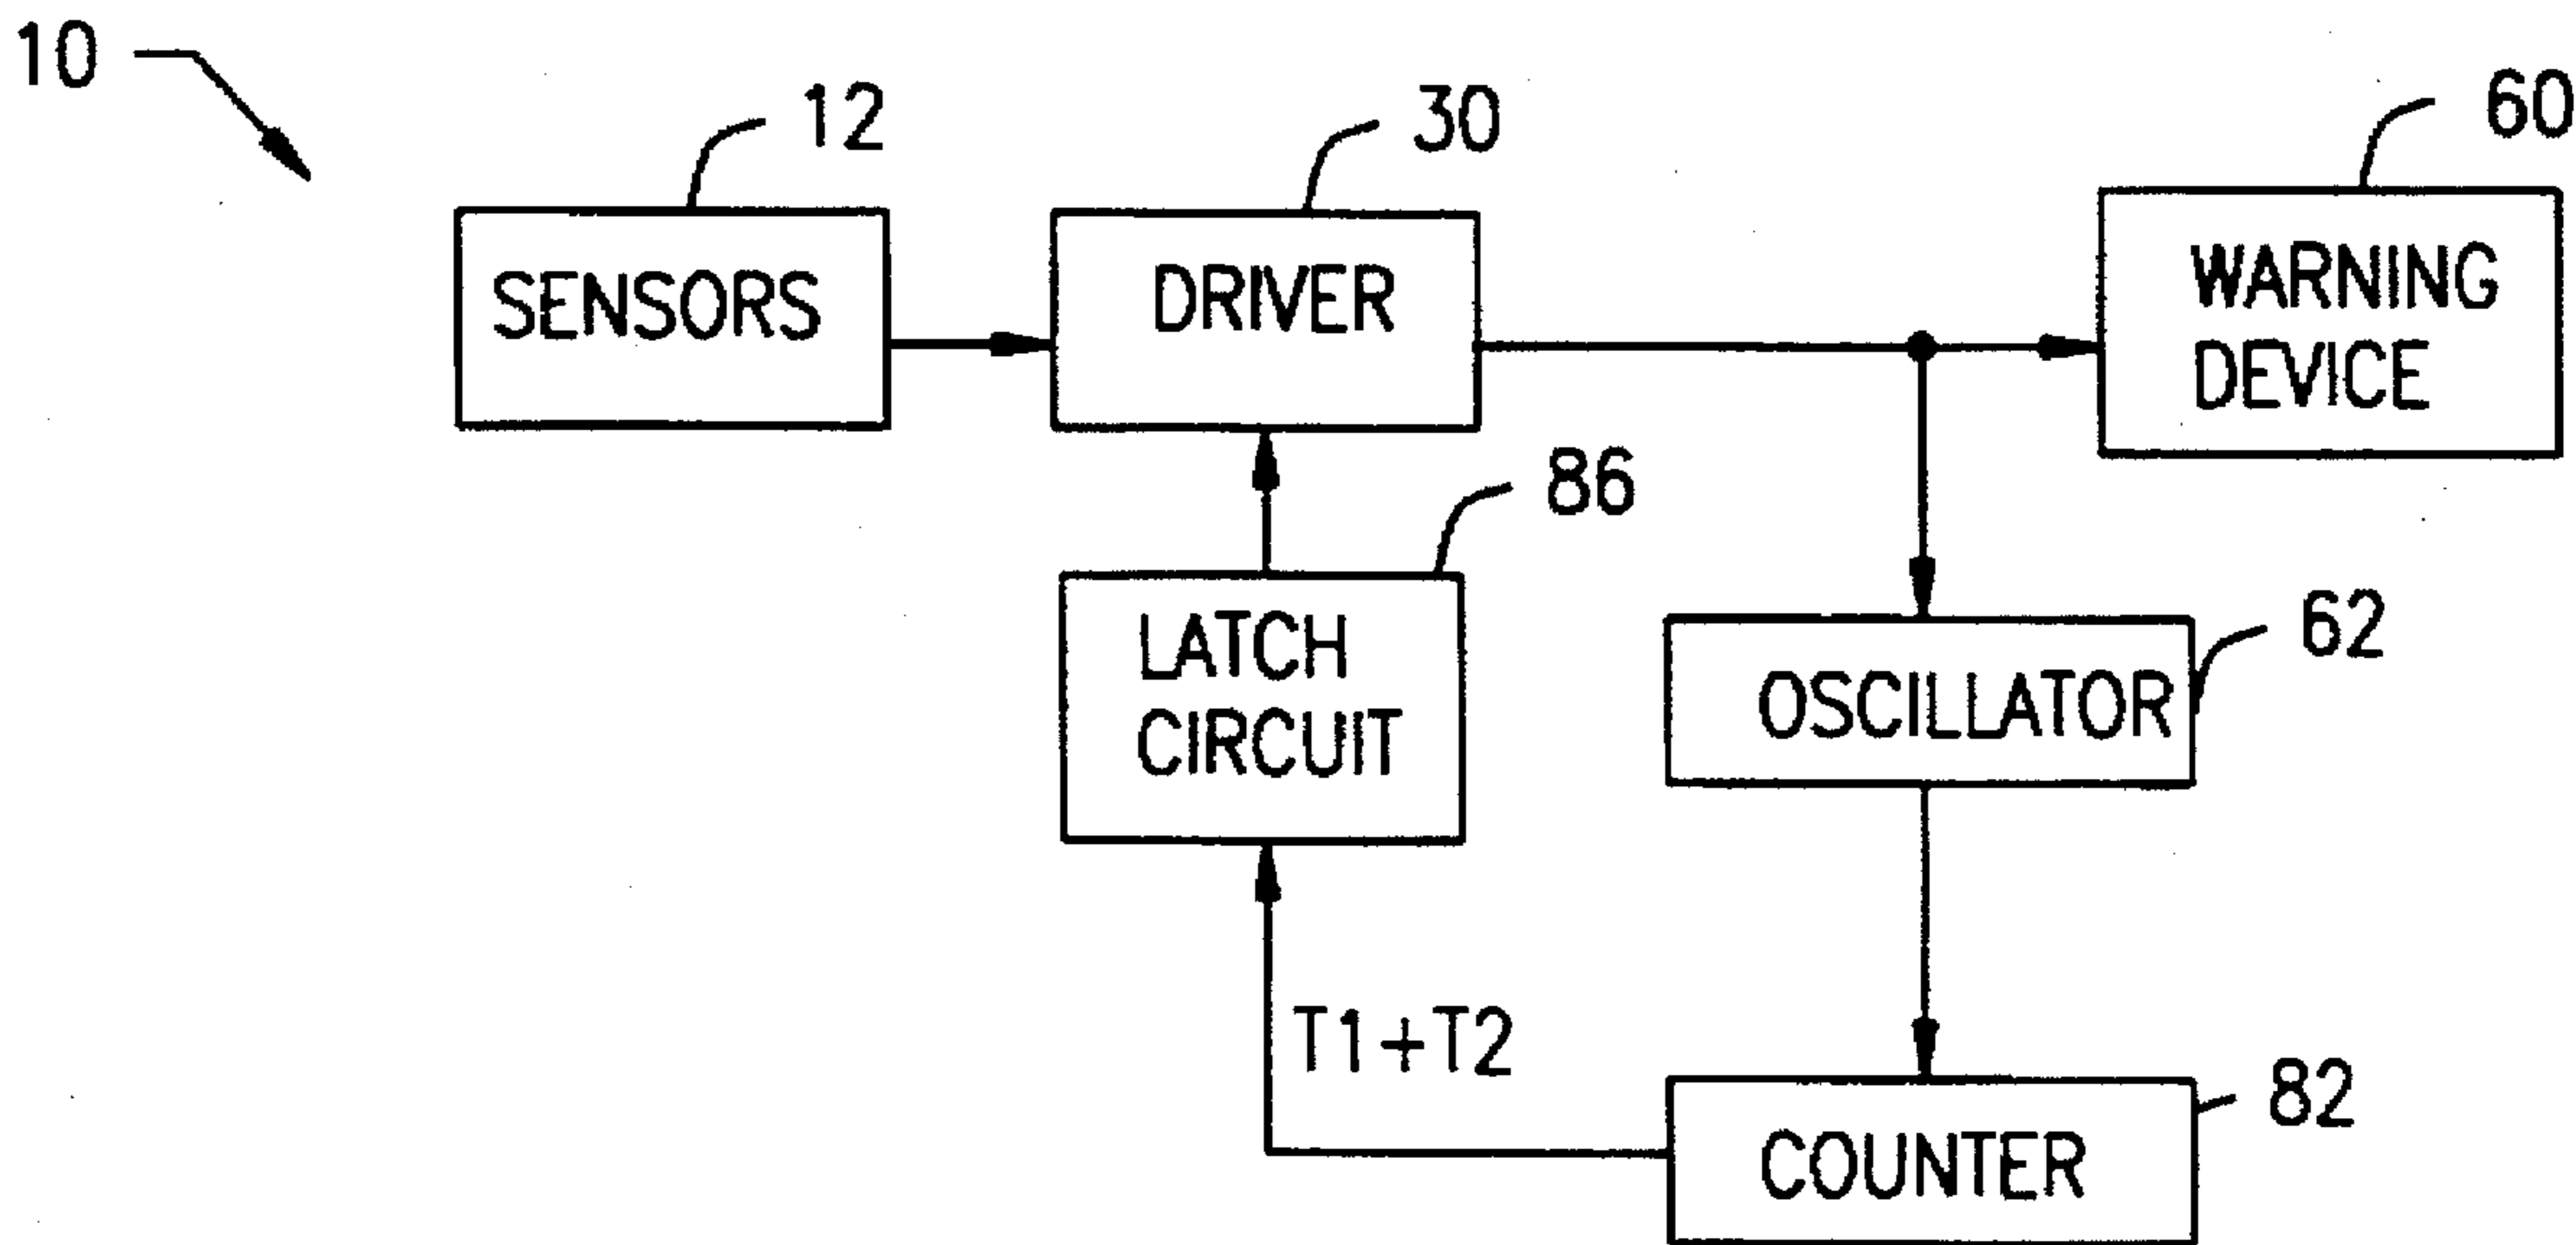 10
12
30
60
SENSORS
DRIVER
WARNING
DEVICE
86
LATCH
CIRCUIT
62
OSCILLATOR
T1+T2
82
COUNTER